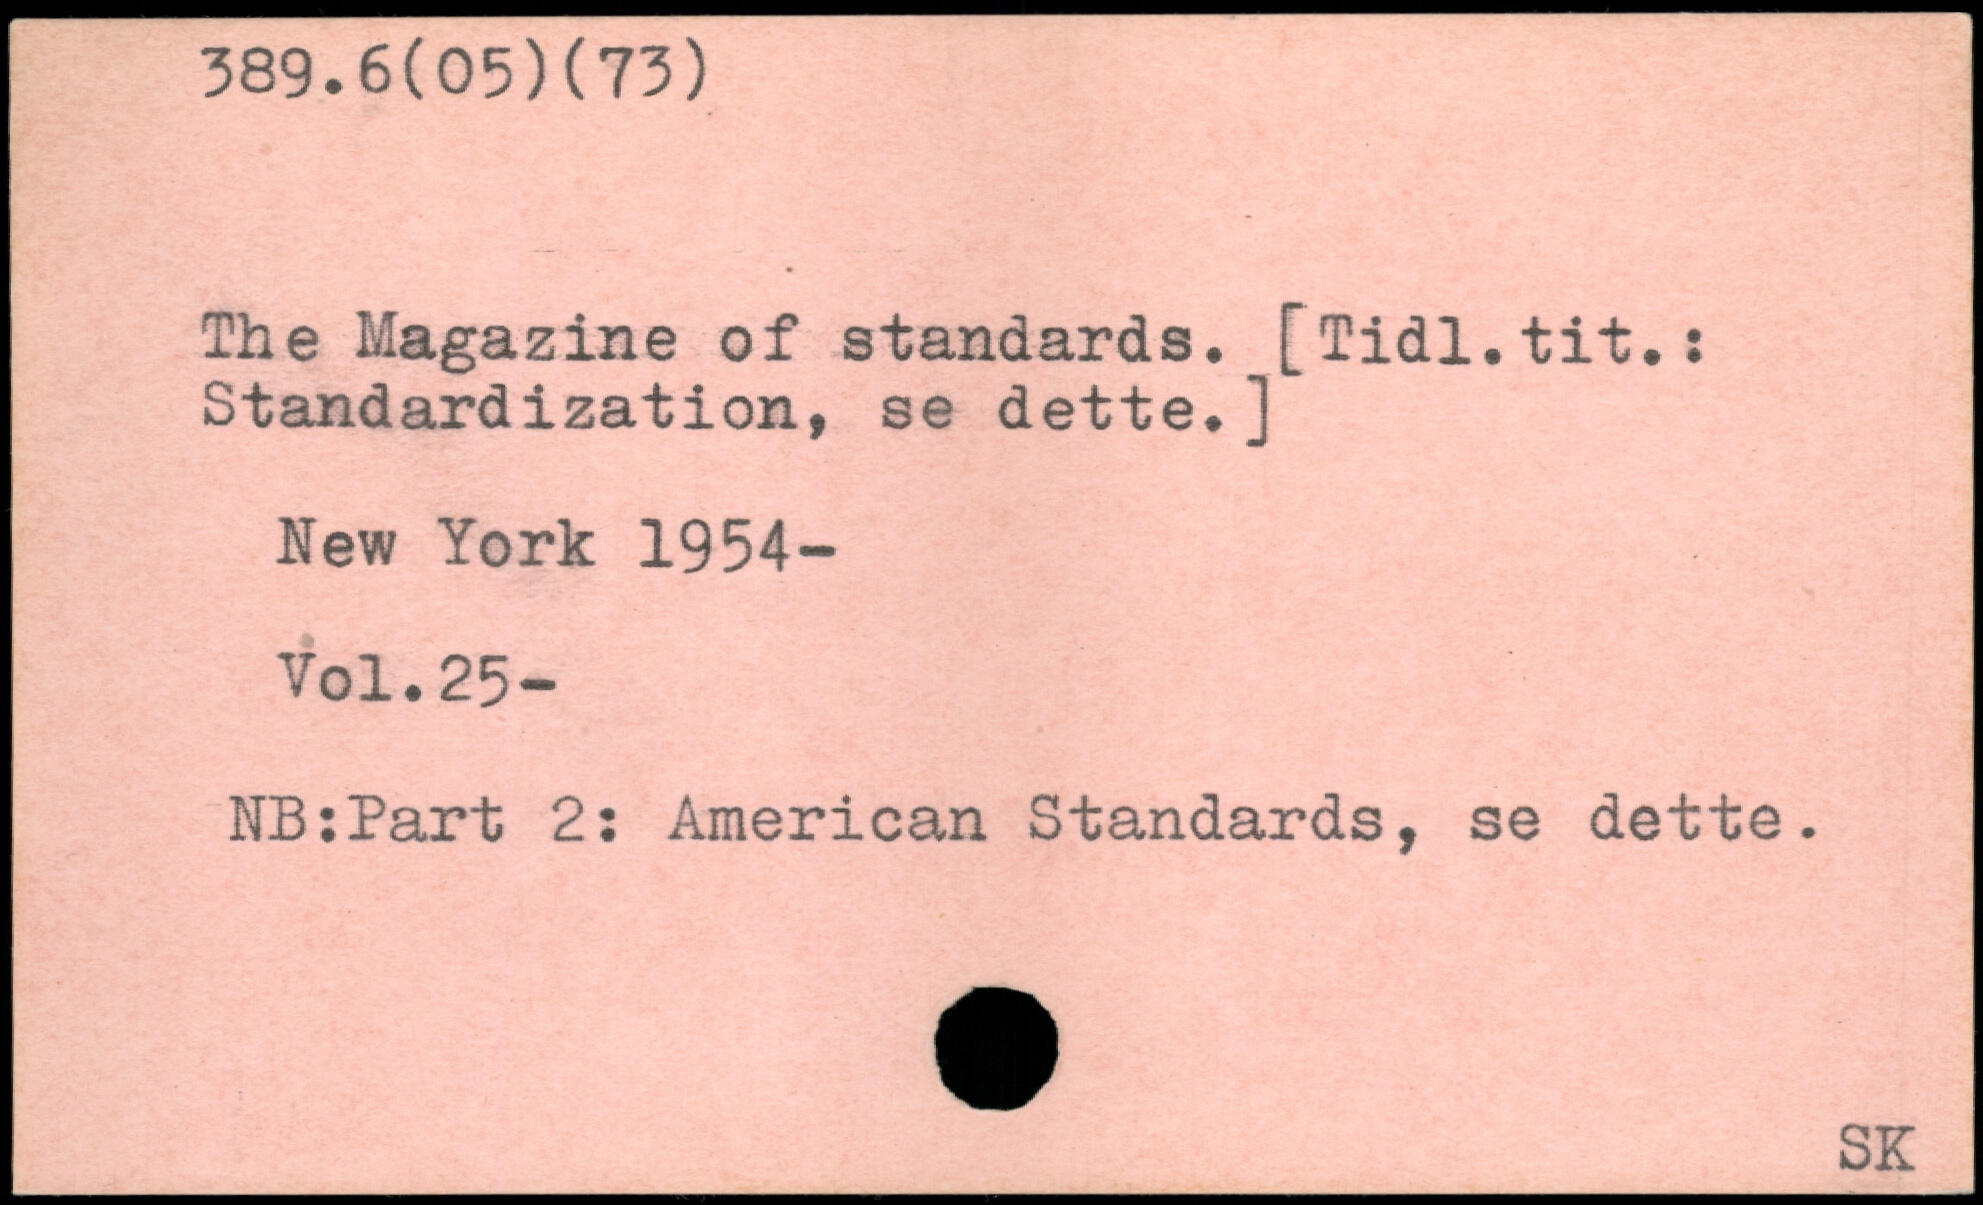 389.6(05)(73)
The Magazine of standards. [Tidl.tit.:
Standardization, se dette.]
New York 1954-
Vol.25-
NB:Part 2: American Standards, se dette.
SK